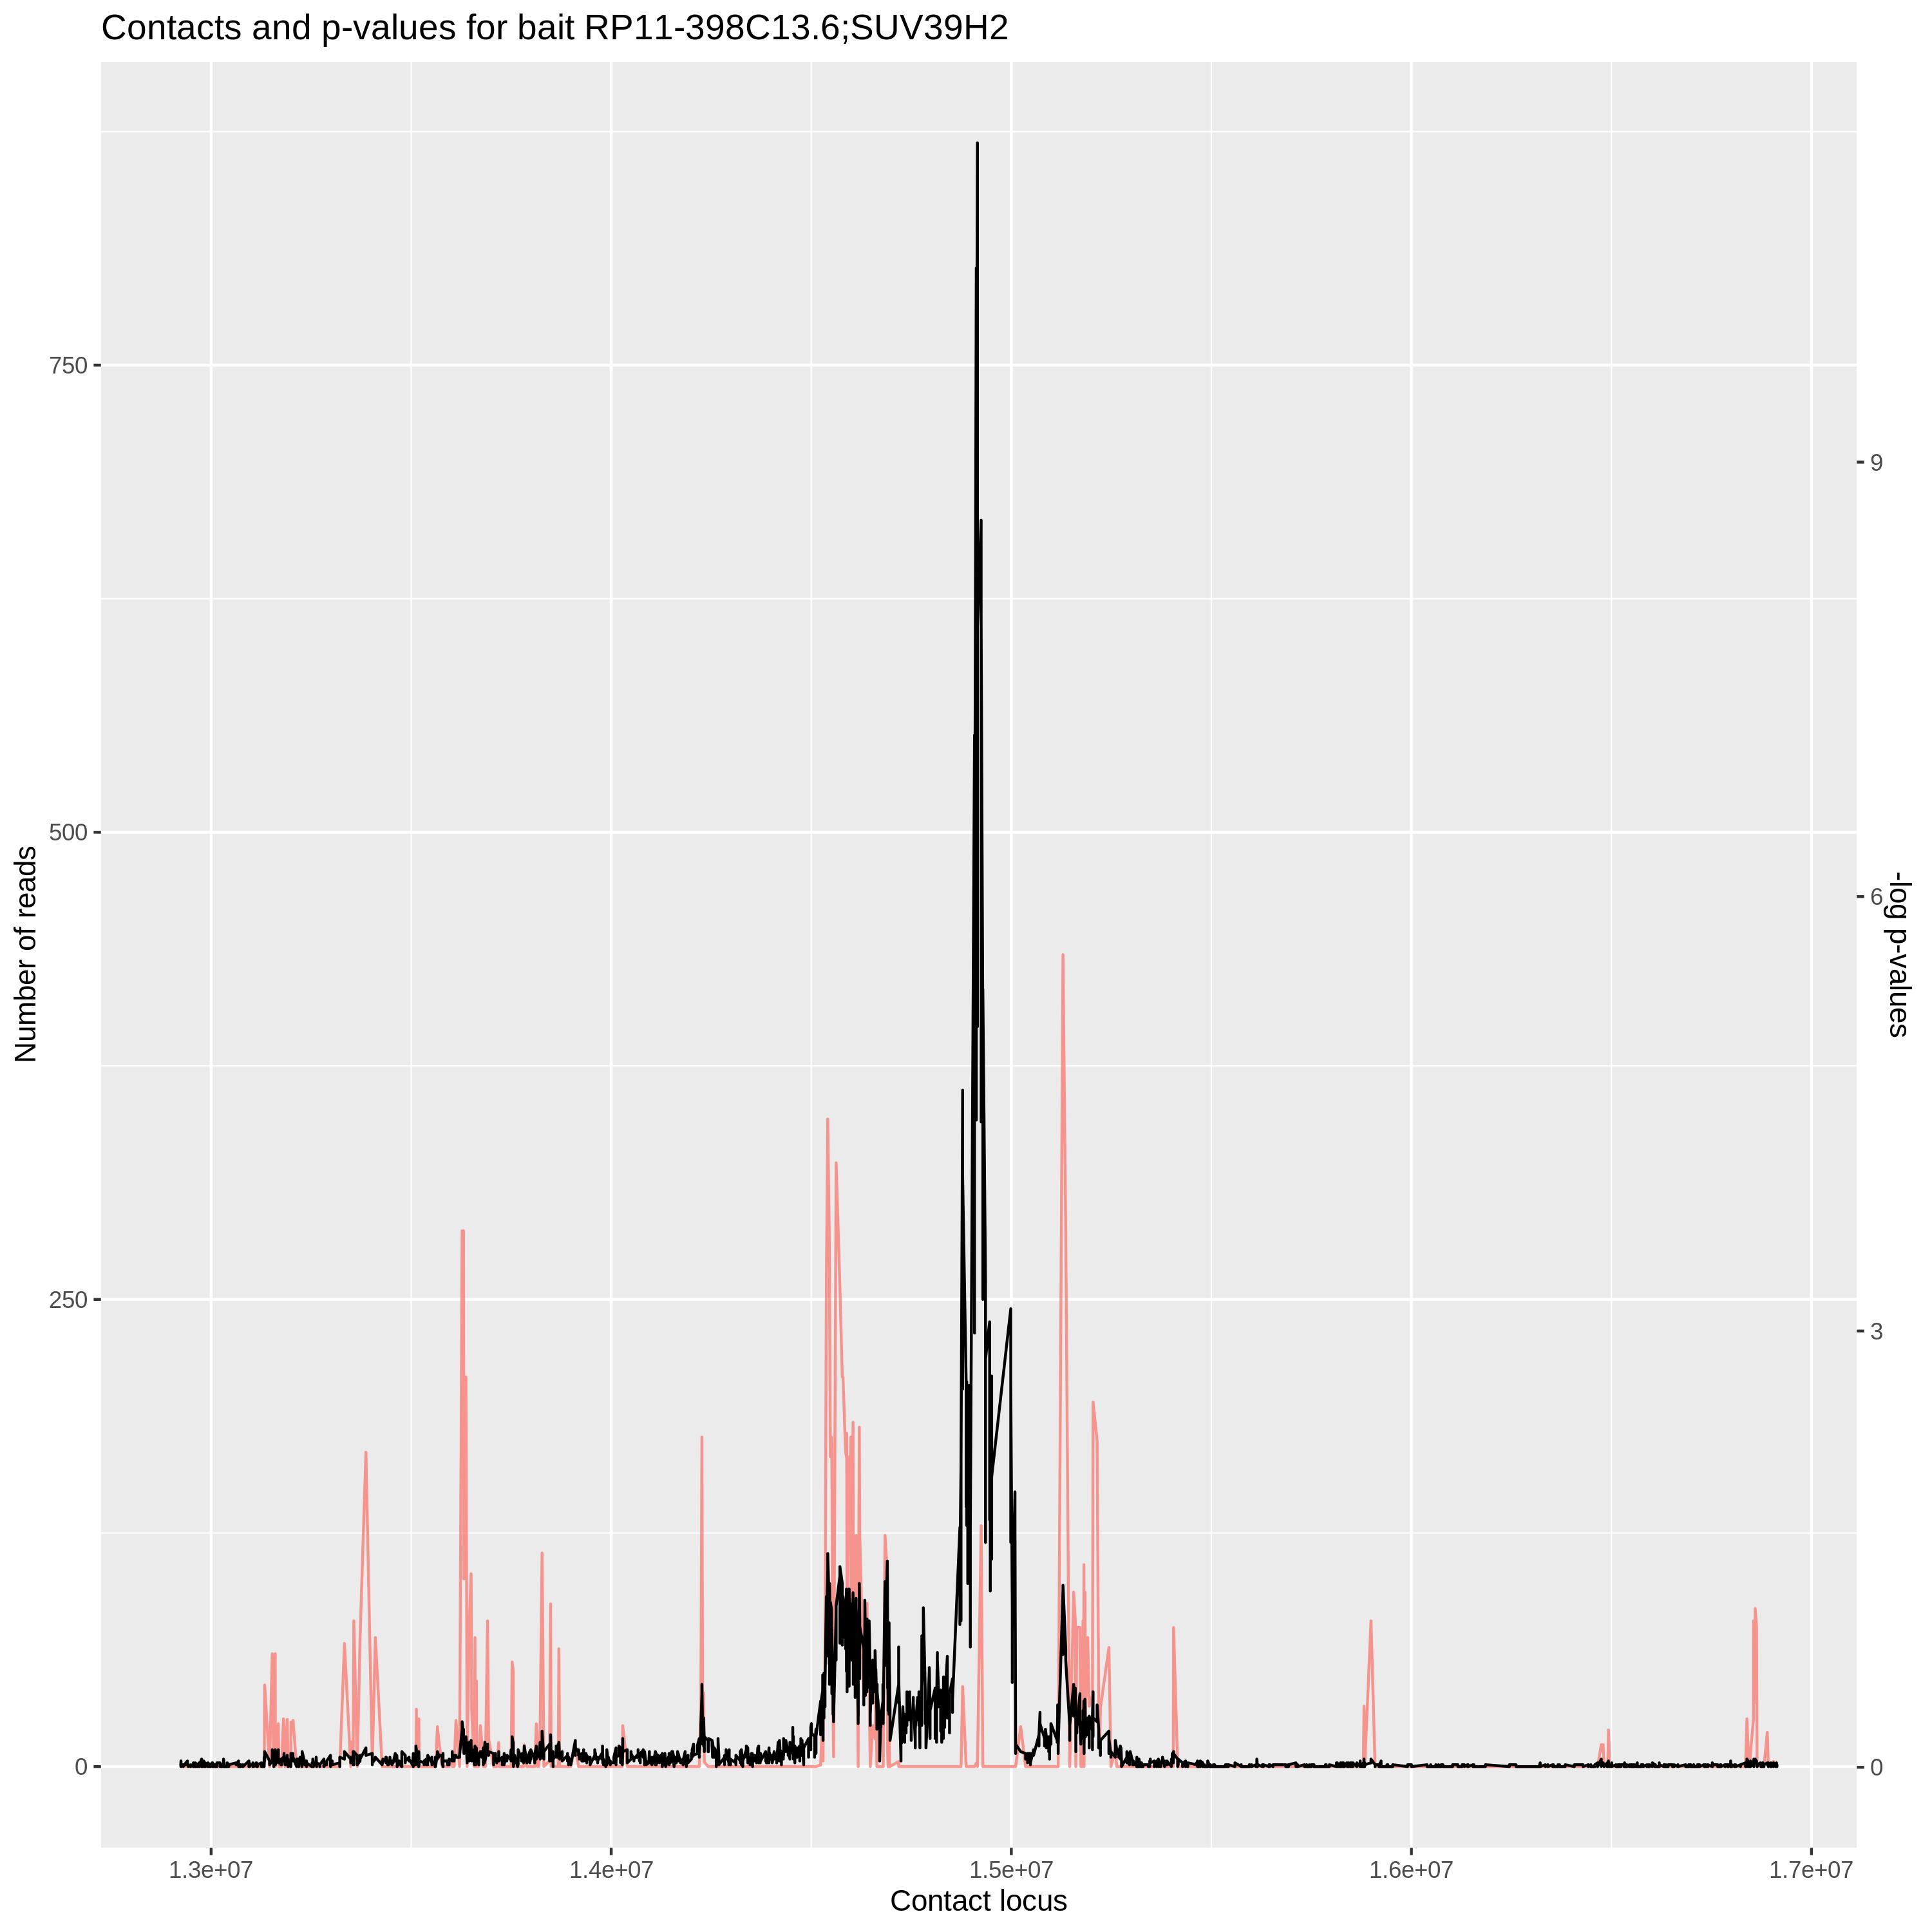 Contacts and p-values for bait RP11-398C13.6;SUV39H2
Number of reads
750
500
250
0
9
6
3
0
-log p-values
1.3e+07 1.4e+07 1.5e+07 1.6e+07 1.7e+07
Contact locus